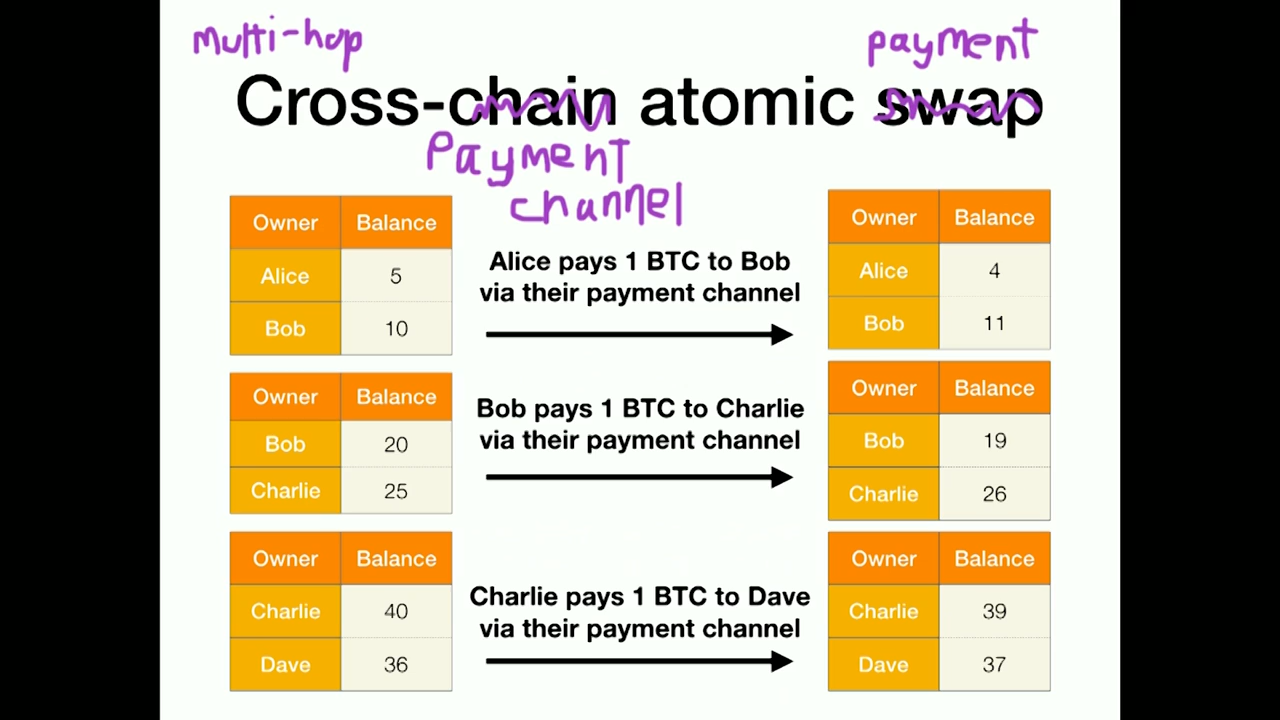 multi-hop
payment
Cross-chain atomic swap
Payment
channel
Owner Balance
Alice 5
Bob 10
Alice pays 1 BTC to Bob
via their payment channel
Owner Balance
Alice 4
Bob 11
Owner Balance
Bob 20
Charlie 25
Bob pays 1 BTC to Charlie
via their payment channel
Owner Balance
Bob 19
Charlie 26
Owner Balance
Charlie 40
Dave 36
Charlie pays 1 BTC to Dave
via their payment channel
Owner Balance
Charlie 39
Dave 37